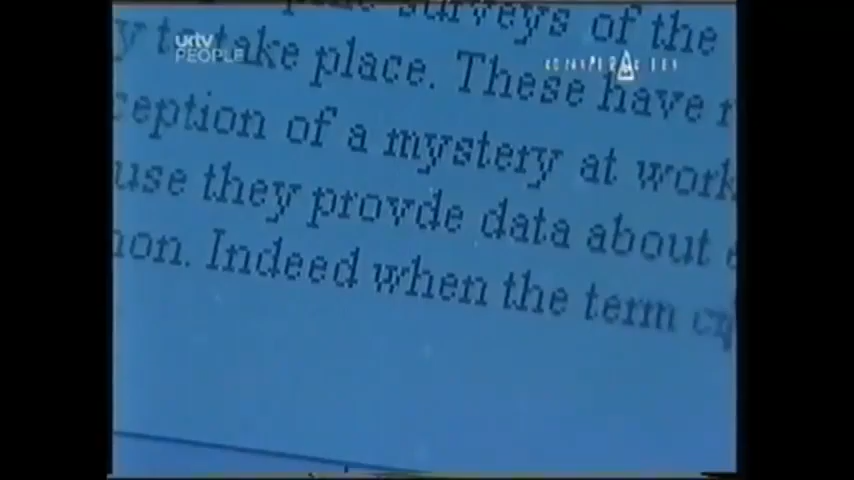 surveys of the
y to take place. These have r
ception of a mystery at work
use they provde data about
non. Indeed when the term
uktv
PEOPLE